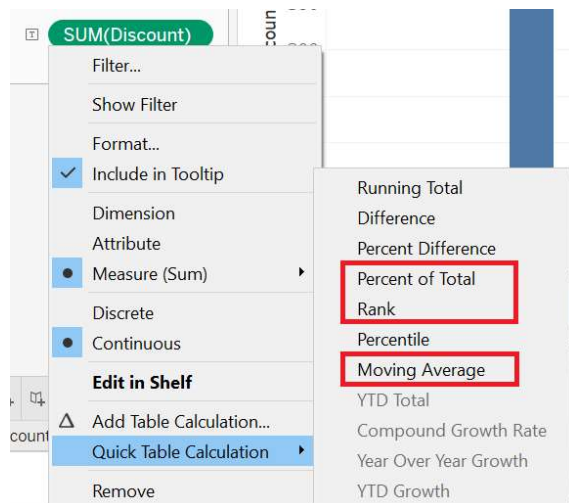 SUM(Discount)
Filter...
Show Filter
Format...
Include in Tooltip
Dimension
Attribute
Measure (Sum)
Discrete
Continuous
Edit in Shelf
Add Table Calculation...
Quick Table Calculation
Remove
Running Total
Difference
Percent Difference
Percent of Total
Rank
Percentile
Moving Average
YTD Total
Compound Growth Rate
Year Over Year Growth
YTD Growth
count